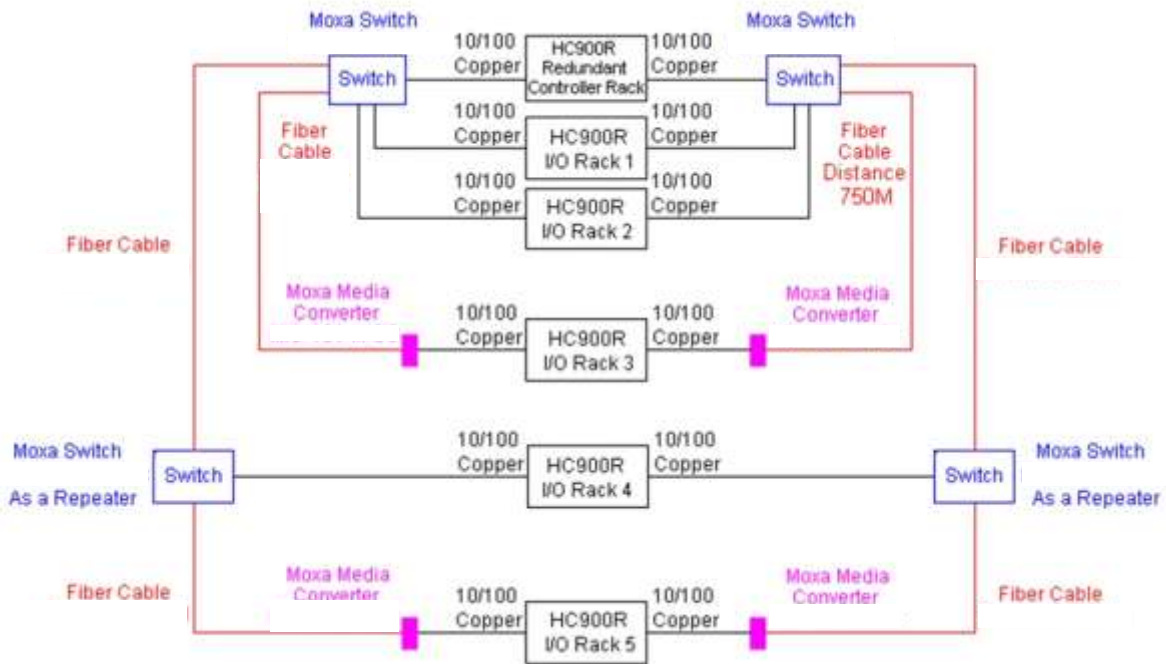 Moxa Switch
Moxa Switch
10/100
Copper
HC900R
Redundant
Controller Rack
10/100
Copper
Switch
Switch
Fiber
Cable
10/100
Copper
HC900R
I/O Rack 1
10/100
Copper
Fiber
Cable
Distance
750M
10/100
Copper
HC900R
I/O Rack 2
10/100
Copper
Fiber Cable
Fiber Cable
Moxa Media
Converter
10/100
Copper
HC900R
I/O Rack 3
10/100
Copper
Moxa Media
Converter
Moxa Switch
As a Repeater
Switch
10/100
Copper
HC900R
I/O Rack 4
10/100
Copper
Switch
Moxa Switch
As a Repeater
Fiber Cable
Moxa Media
Converter
10/100
Copper
HC900R
I/O Rack 5
10/100
Copper
Moxa Media
Converter
Fiber Cable